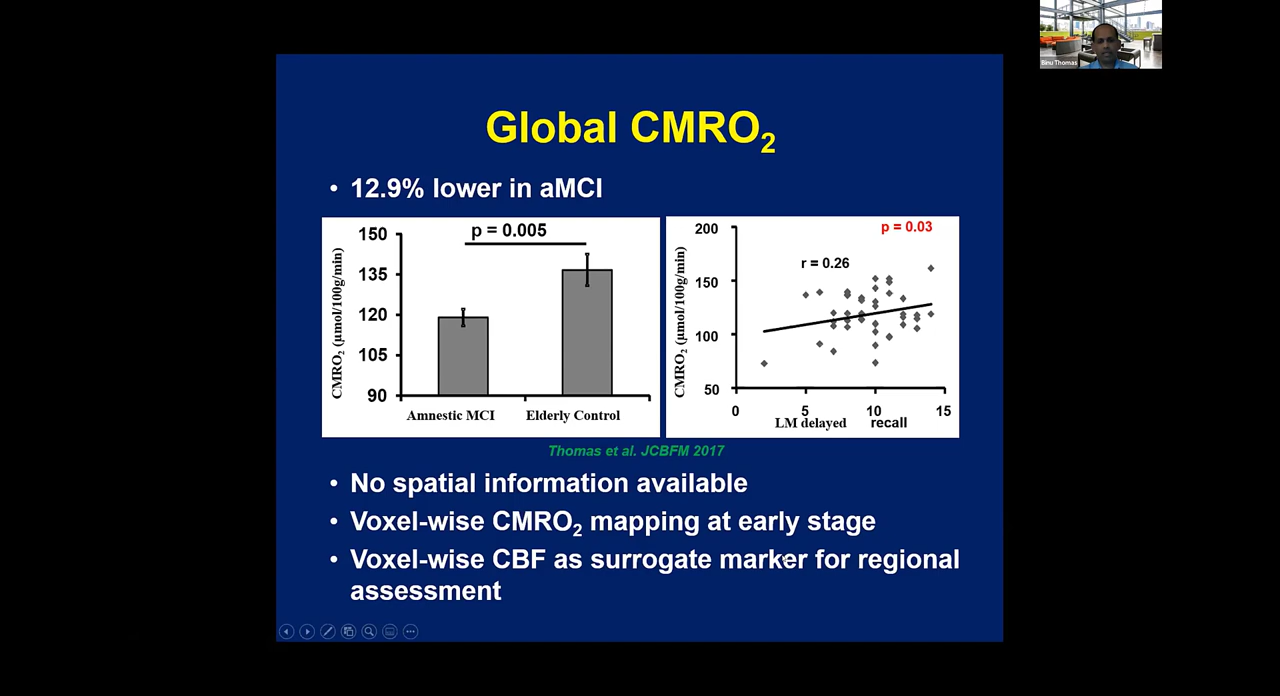 Binu Thomas
Global CMRO₂
• 12.9% lower in aMCI
150
135
120
105
90
CMRO₂ (µmol/100g/min)
p = 0.005
Amnestic MCI Elderly Control
200
150
100
50
CMRO₂ (µmol/100g/min)
p = 0.03
r = 0.26
0 5 10 15
LM delayed recall
Thomas et al. JCBFM 2017
• No spatial information available
• Voxel-wise CMRO₂ mapping at early stage
• Voxel-wise CBF as surrogate marker for regional
assessment